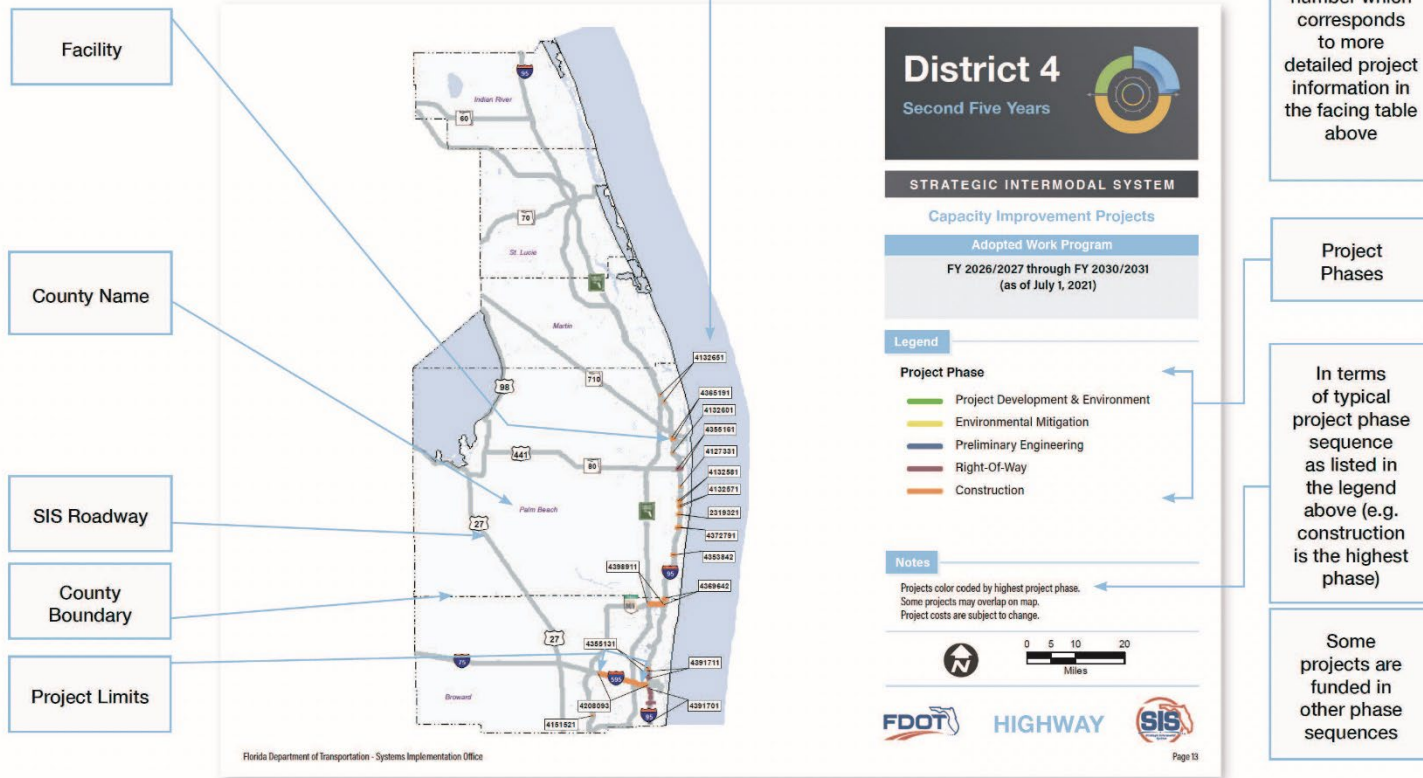 number which
corresponds
to more
detailed project
information in
the facing table
above
Facility
County Name
SIS Roadway
County
Boundary
Project Limits
95
Indian River
60
70
St. Lucie
Martin
710
98
441
80
Palm Beach
27
95
27
75
595
Broward
95
4132651
4365191
4132601
4355161
4127331
4132581
4132571
2319321
4372791
4353842
4398911
4369642
4355131
4391711
4208093
4391701
4151521
District 4
Second Five Years
STRATEGIC INTERMODAL SYSTEM
Capacity Improvement Projects
Adopted Work Program
FY 2026/2027 through FY 2030/2031
(as of July 1, 2021)
Legend
Project Phase
Project Development & Environment
Environmental Mitigation
Preliminary Engineering
Right-Of-Way
Construction
Notes
Projects color coded by highest project phase.
Some projects may overlap on map.
Project costs are subject to change.
N
0 5 10 20
Miles
FDOT
HIGHWAY
SIS
Florida Department of Transportation - Systems Implementation Office
Page 13
Project
Phases
In terms
of typical
project phase
sequence
as listed in
the legend
above (e.g.
construction
is the highest
phase)
Some
projects are
funded in
other phase
sequences